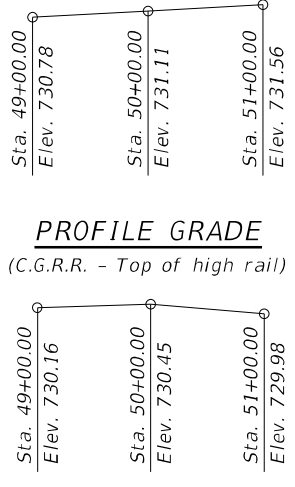 Sta. 49+00.00
Elev. 730.78
Sta. 50+00.00
Elev. 731.11
Sta. 51+00.00
Elev. 731.56
PROFILE GRADE
(C.G.R.R. - Top of high rail)
Sta. 49+00.00
Elev. 730.16
Sta. 50+00.00
Elev. 730.45
Sta. 51+00.00
Elev. 729.98